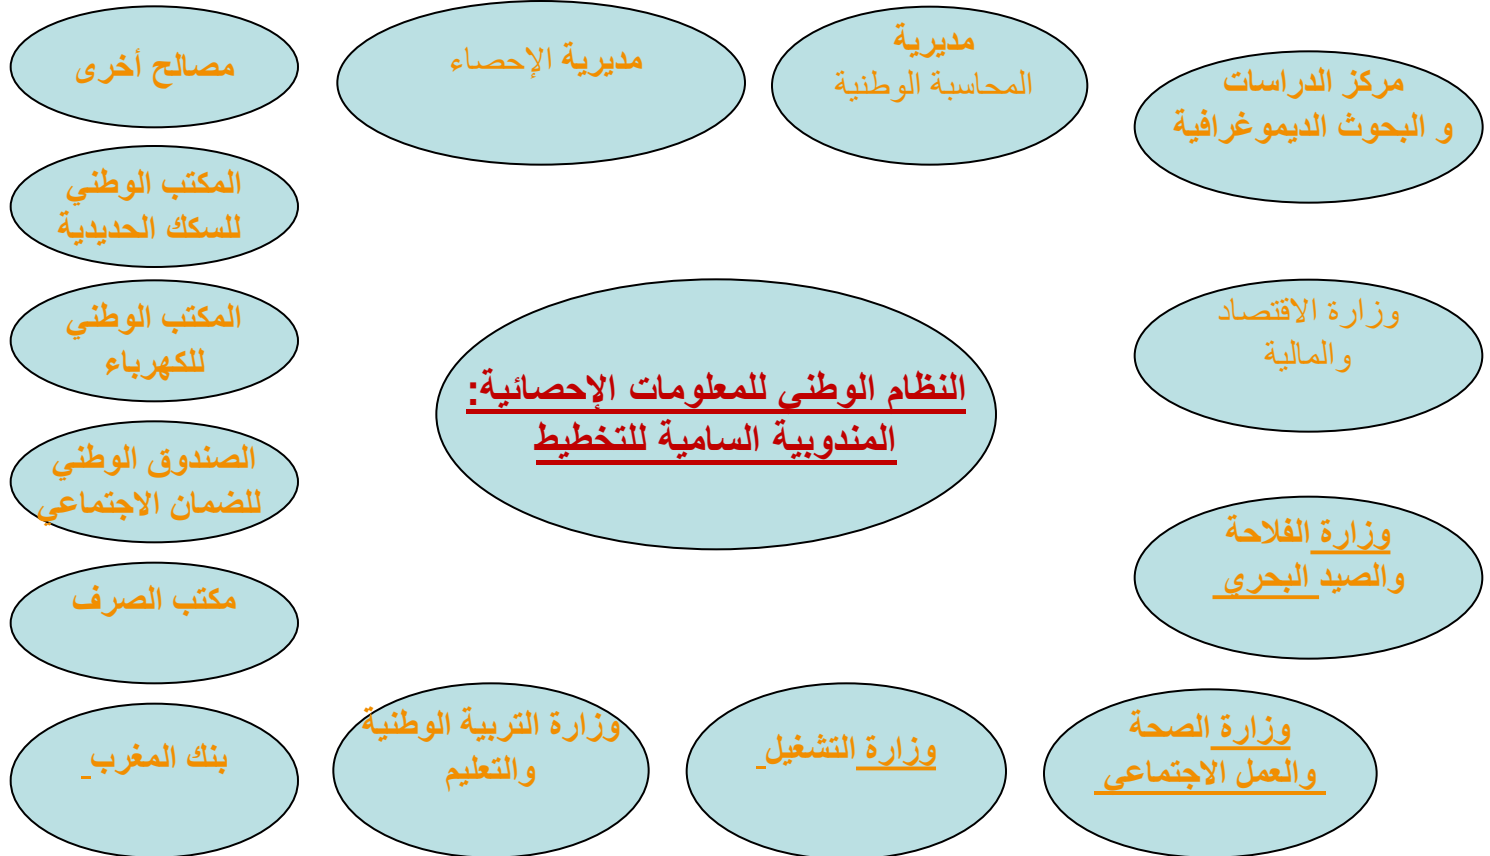 مديرية
المحاسبة الوطنية
مديرية الإحصاء
مصالح أخرى
مركز الدراسات
و البحوث الديموغرافية
المكتب الوطني
للسكك الحديدية
وزارة الاقتصاد
والمالية
المكتب الوطني
للكهرباء
النظام الوطني للمعلومات الإحصائية:
المندوبية السامية للتخطيط
الصندوق الوطني
للضمان الاجتماعي
وزارة الفلاحة
والصيد البحري
مكتب الصرف
وزارة الصحة
والعمل الاجتماعي
وزارة التشغيل
وزارة التربية الوطنية
والتعليم
بنك المغرب